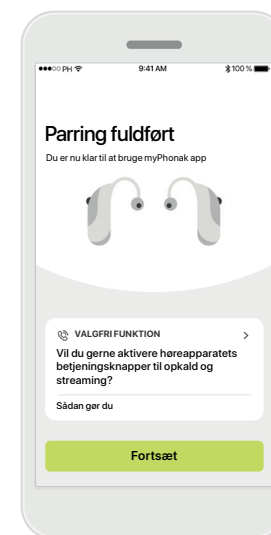 ●●●○○ PH 9:41 AM 100 %
Parring fuldført
Du er nu klar til at bruge myPhonak app
VALGFRI FUNKTION
Vil du gerne aktivere høreapparatets
betjeningsknapper til opkald og
streaming?
Sådan gør du
Fortsæt